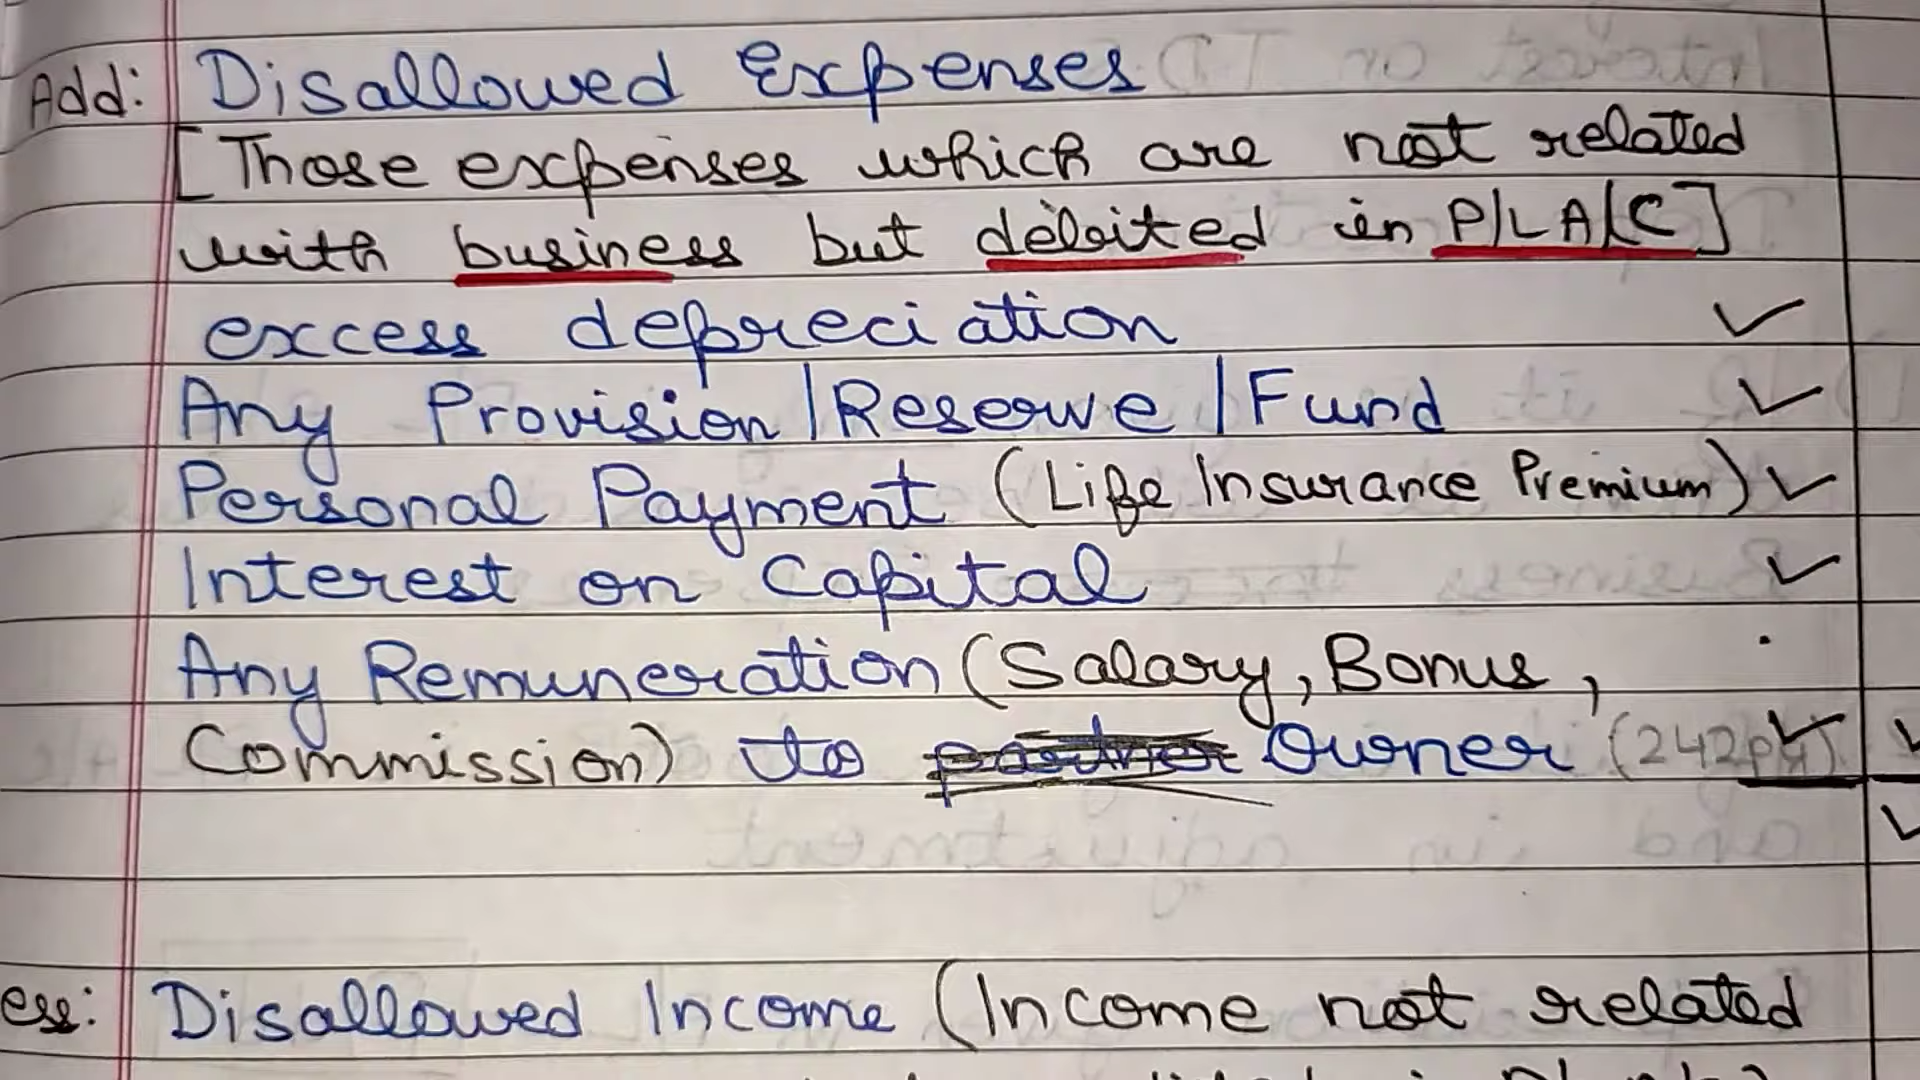 Add: Disallowed Expenses
[Those expenses which are not related
with business but debited in P/L A/C]
excess depreciation
Any Provision/Reserve/Fund
Personal Payment (Life Insurance Premium)
Interest on Capital
Any Remuneration (Salary, Bonus,
Commission) to partner Owner
ess: Disallowed Income (Income not related